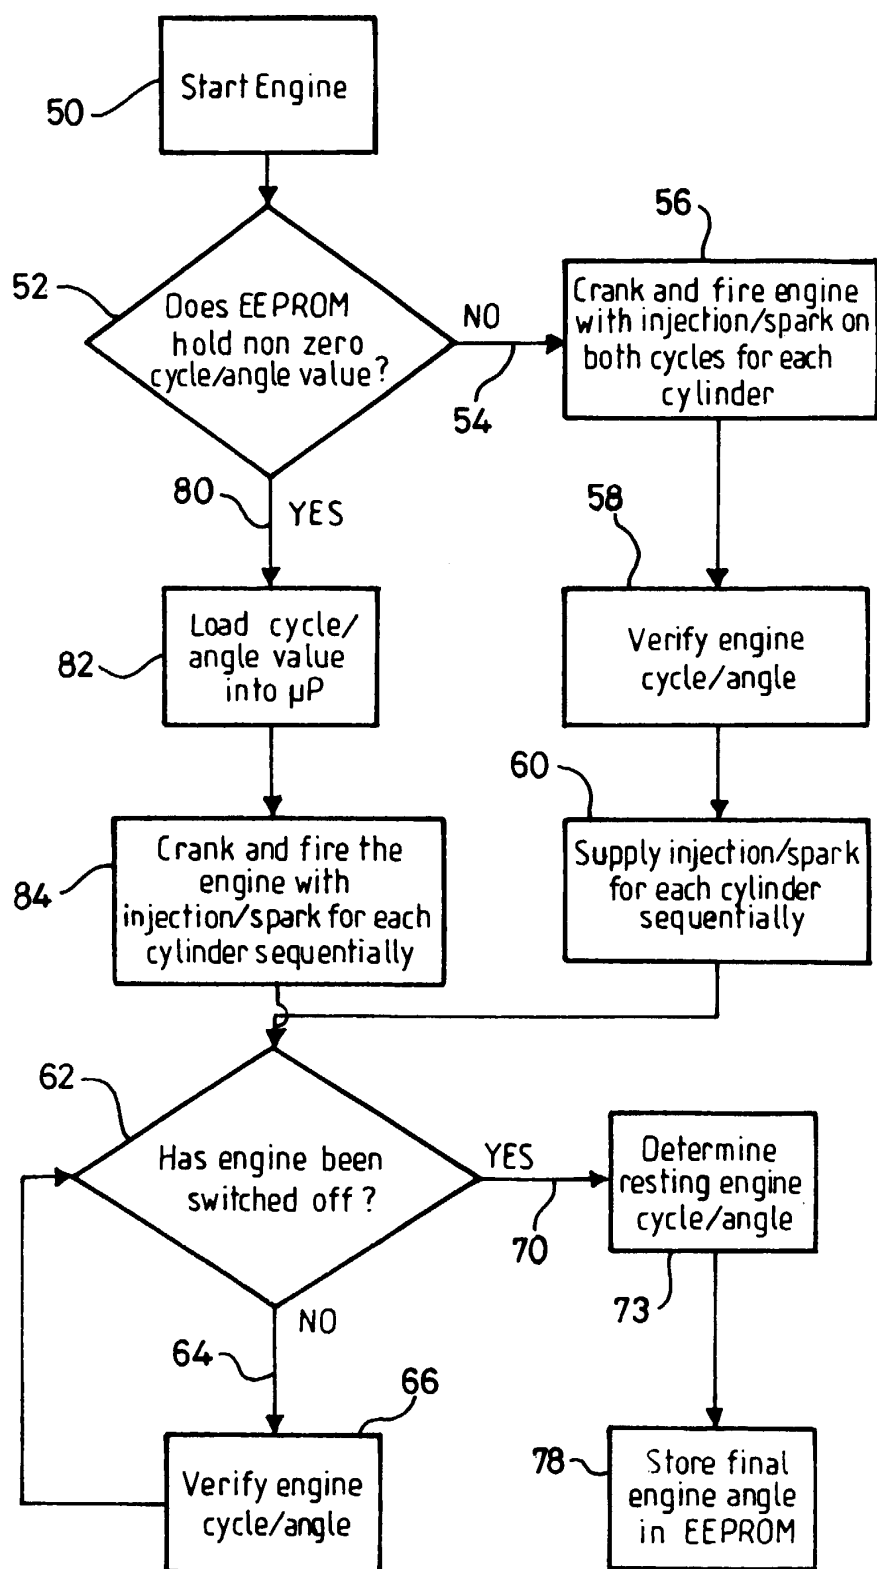 Start Engine
50
56
52
Does EEPROM
hold non zero
cycle/angle value?
NO
54
Crank and fire engine
with injection/spark on
both cycles for each
cylinder
80
YES
58
82
Load cycle/
angle value
into µP
Verify engine
cycle/angle
60
84
Crank and fire the
engine with
injection/spark for each
cylinder sequentially
Supply injection/spark
for each cylinder
sequentially
62
Has engine been
switched off?
YES
70
Determine
resting engine
cycle/angle
73
NO
64
66
Verify engine
cycle/angle
78
Store final
engine angle
in EEPROM